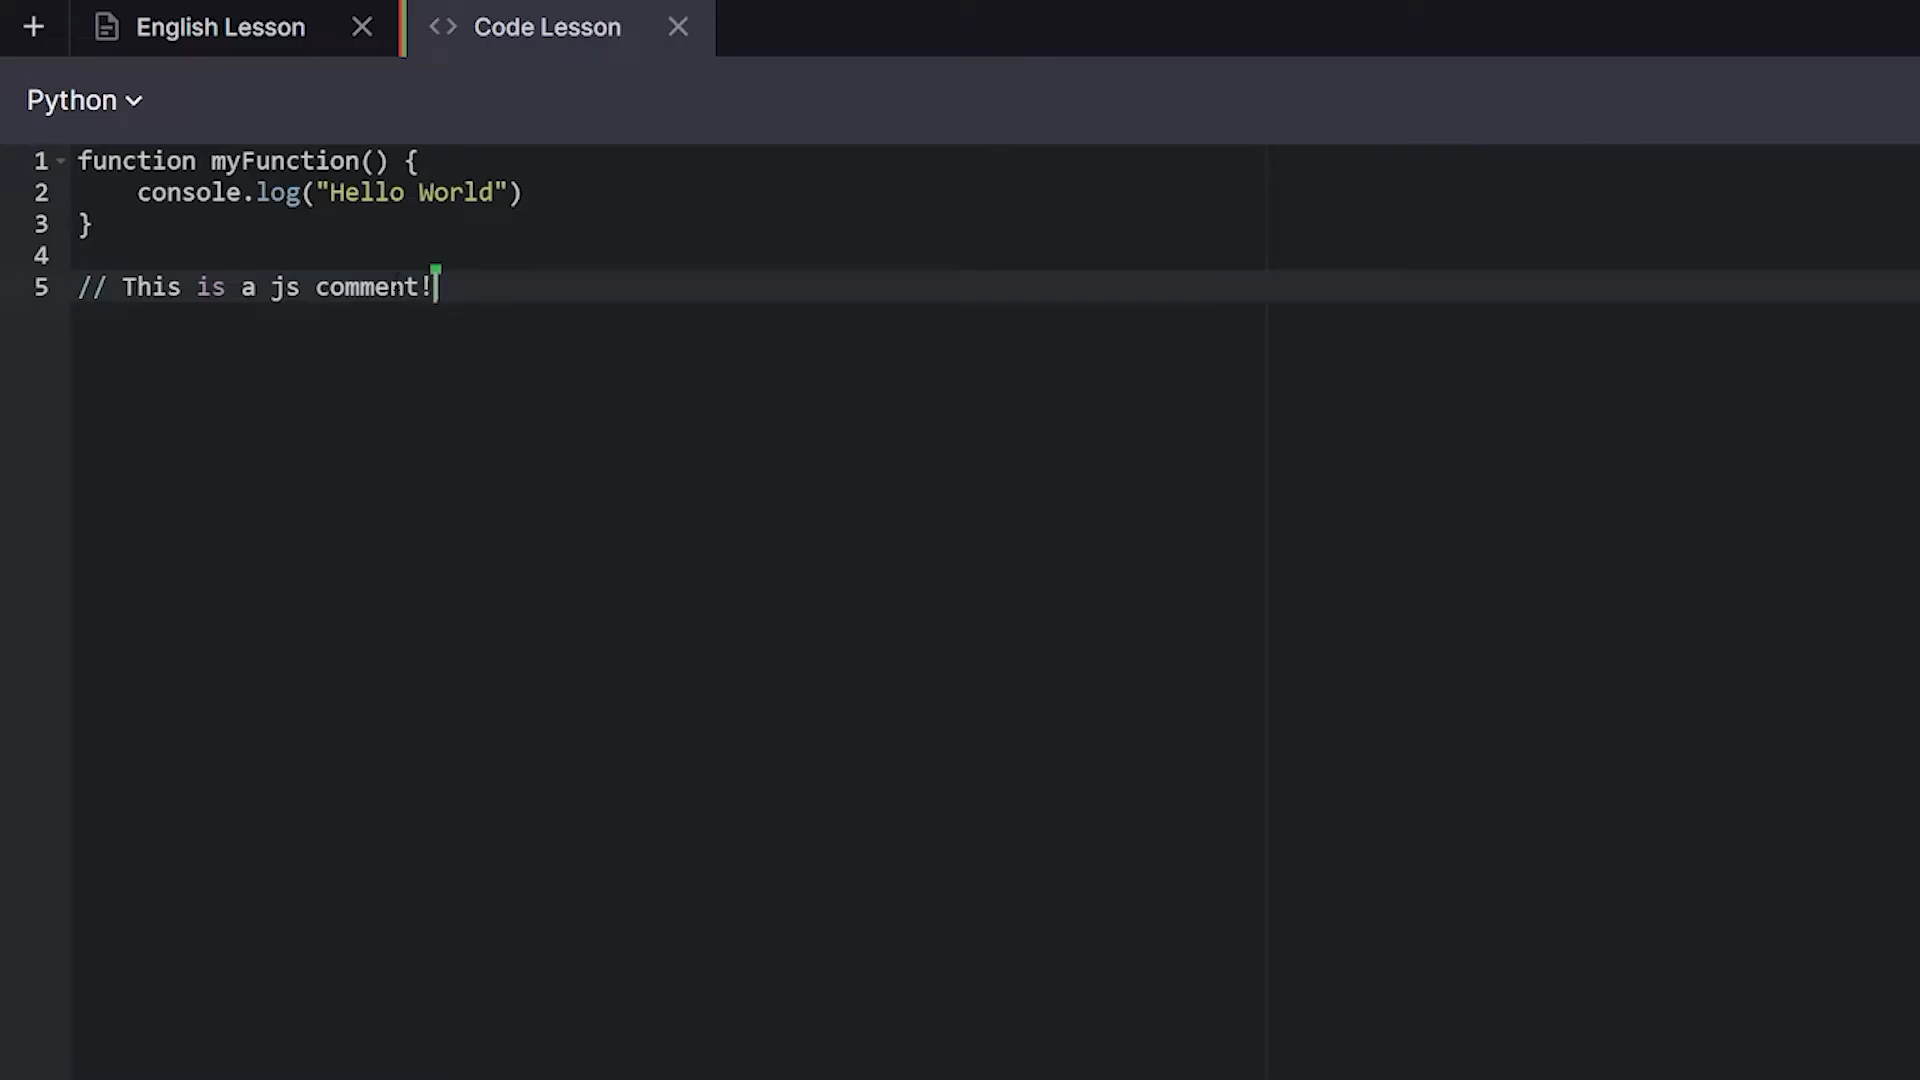 + English Lesson × <> Code Lesson ×
Python
1 function myFunction() {
2     console.log("Hello World")
3 }
4
5 // This is a js comment!